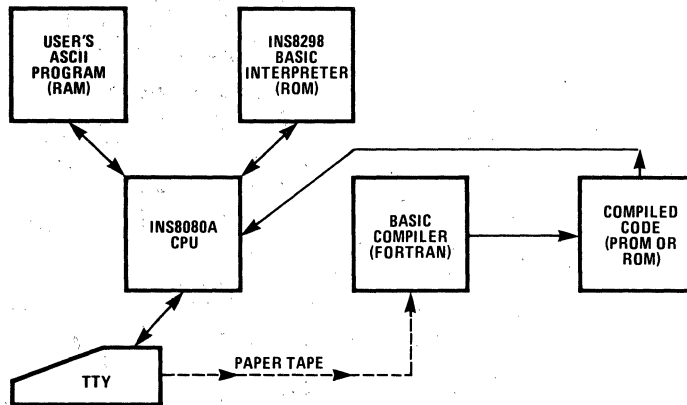 USER'S
ASCII
PROGRAM
(RAM)
INS8298
BASIC
INTERPRETER
(ROM)
INS8080A
CPU
BASIC
COMPILER
(FORTRAN)
COMPILED
CODE
(PROM OR
ROM)
TTY
PAPER TAPE